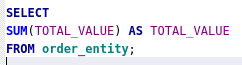 SELECT
SUM(TOTAL_VALUE) AS TOTAL_VALUE
FROM order_entity;